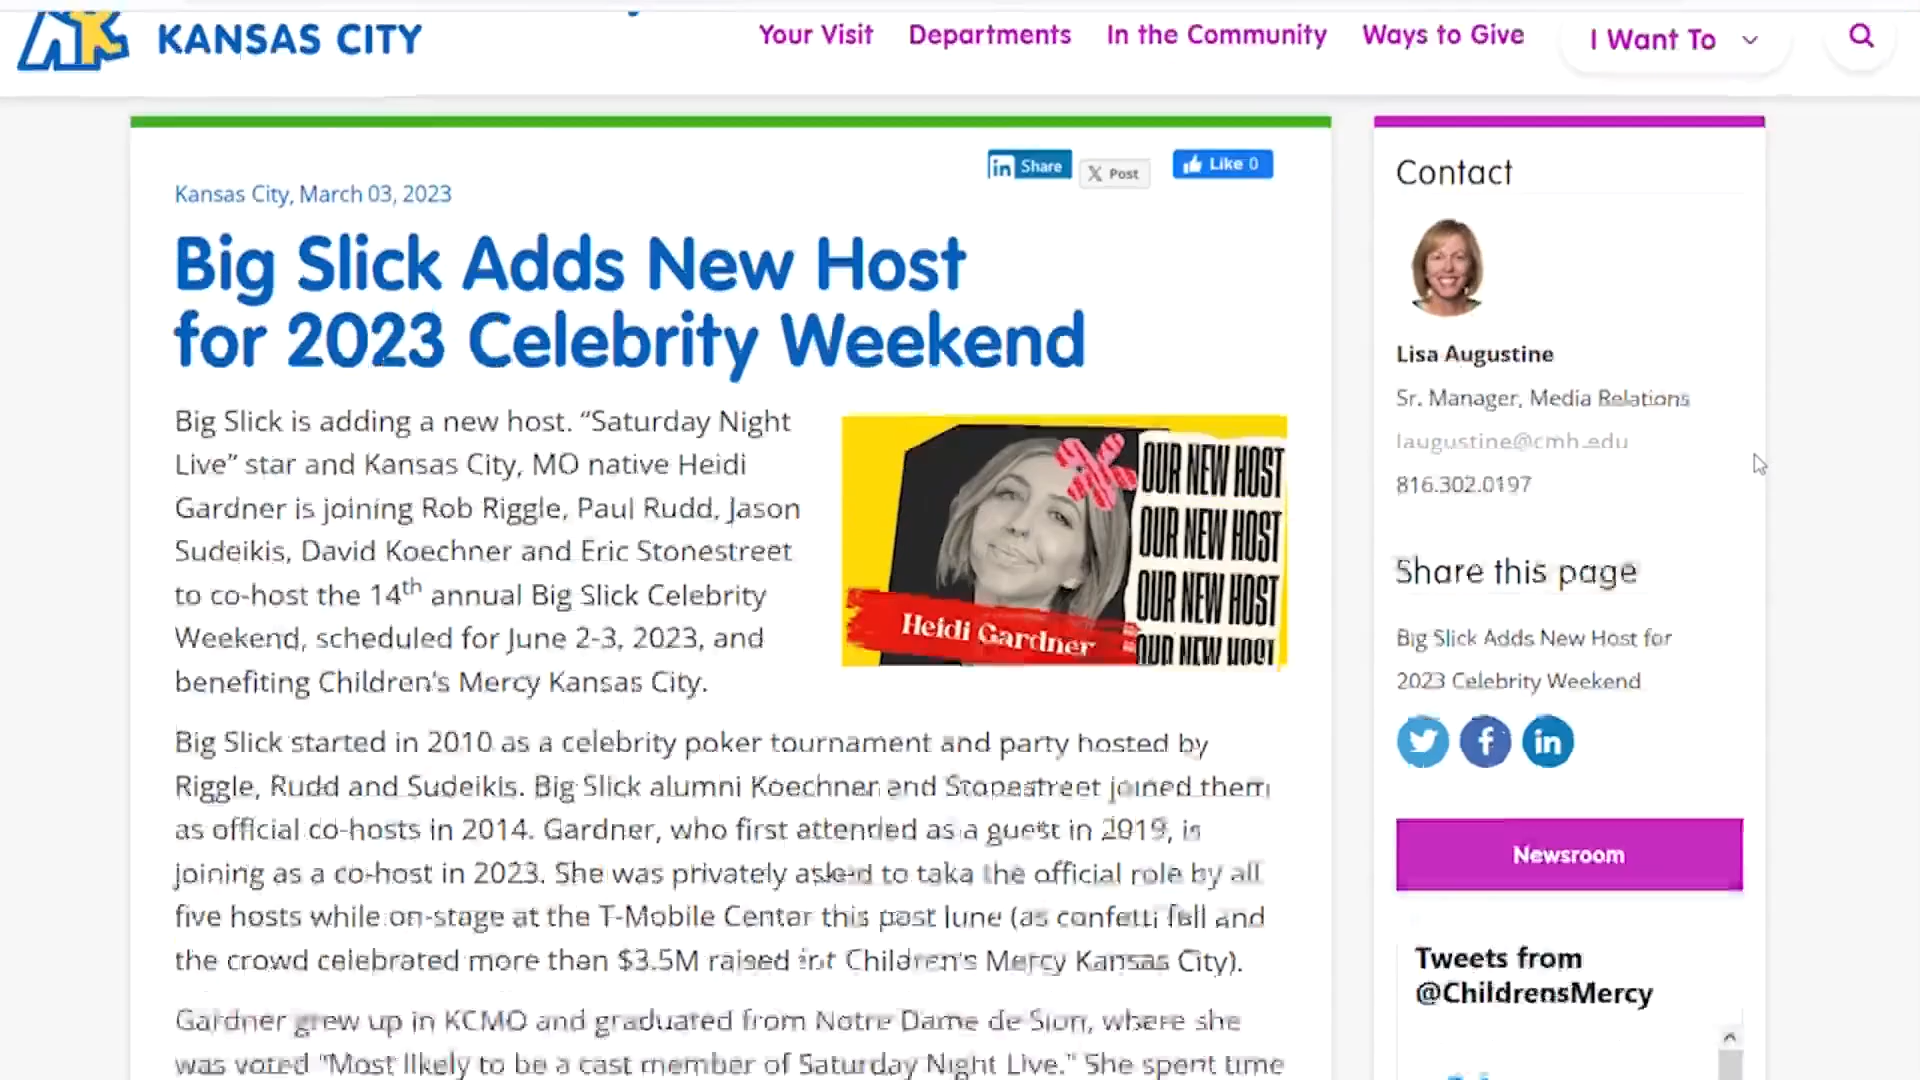 KANSAS CITY
Your Visit
Departments
In the Community
Ways to Give
I Want To
Share
Post
Like 0
Kansas City, March 03, 2023
Big Slick Adds New Host
for 2023 Celebrity Weekend
Big Slick is adding a new host. “Saturday Night
Live” star and Kansas City, MO native Heidi
Gardner is joining Rob Riggle, Paul Rudd, Jason
Sudeikis, David Koechner and Eric Stonestreet
to co-host the 14th annual Big Slick Celebrity
Weekend, scheduled for June 2-3, 2023, and
benefiting Children's Mercy Kansas City.
OUR NEW HOST
OUR NEW HOST
OUR NEW HOST
OUR NEW HOST
Heidi Gardner
Big Slick started in 2010 as a celebrity poker tournament and party hosted by
Riggle, Rudd and Sudeikis. Big Slick alumni Koechner and Stonestreet joined them
as official co-hosts in 2014. Gardner, who first attended as a guest in 2019, is
joining as a co-host in 2023. She was privately asked to take the official role by all
five hosts while on-stage at the T-Mobile Center this past June (as confetti fell and
the crowd celebrated more than $3.5M raised for Children's Mercy Kansas City).
Gardner grew up in KCMO and graduated from Notre Dame de Sion, where she
was voted "Most likely to be a cast member of Saturday Night Live." She spent time
Contact
Lisa Augustine
Sr. Manager, Media Relations
laugustine@cmh.edu
816.302.0197
Share this page
Big Slick Adds New Host for
2023 Celebrity Weekend
Newsroom
Tweets from
@ChildrensMercy